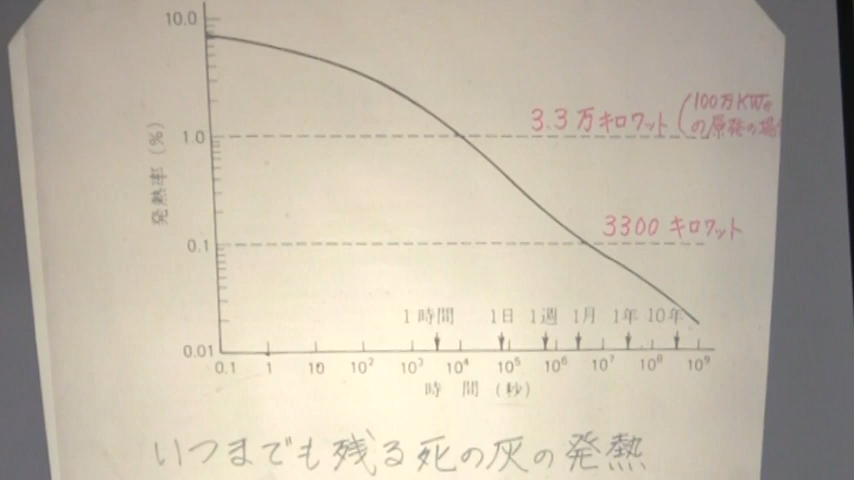 10.0
発熱率(%)
1.0
3.3万キロワット(100万KWe
の原発の場
3300 キロワット
0.1
1時間 1日 1週 1月 1年 10年
0.01
0.1 1 10 10² 10³ 10⁴ 10⁵ 10⁶ 10⁷ 10⁸ 10⁹
時 間 (秒)
いつまでも残る死の灰の発熱